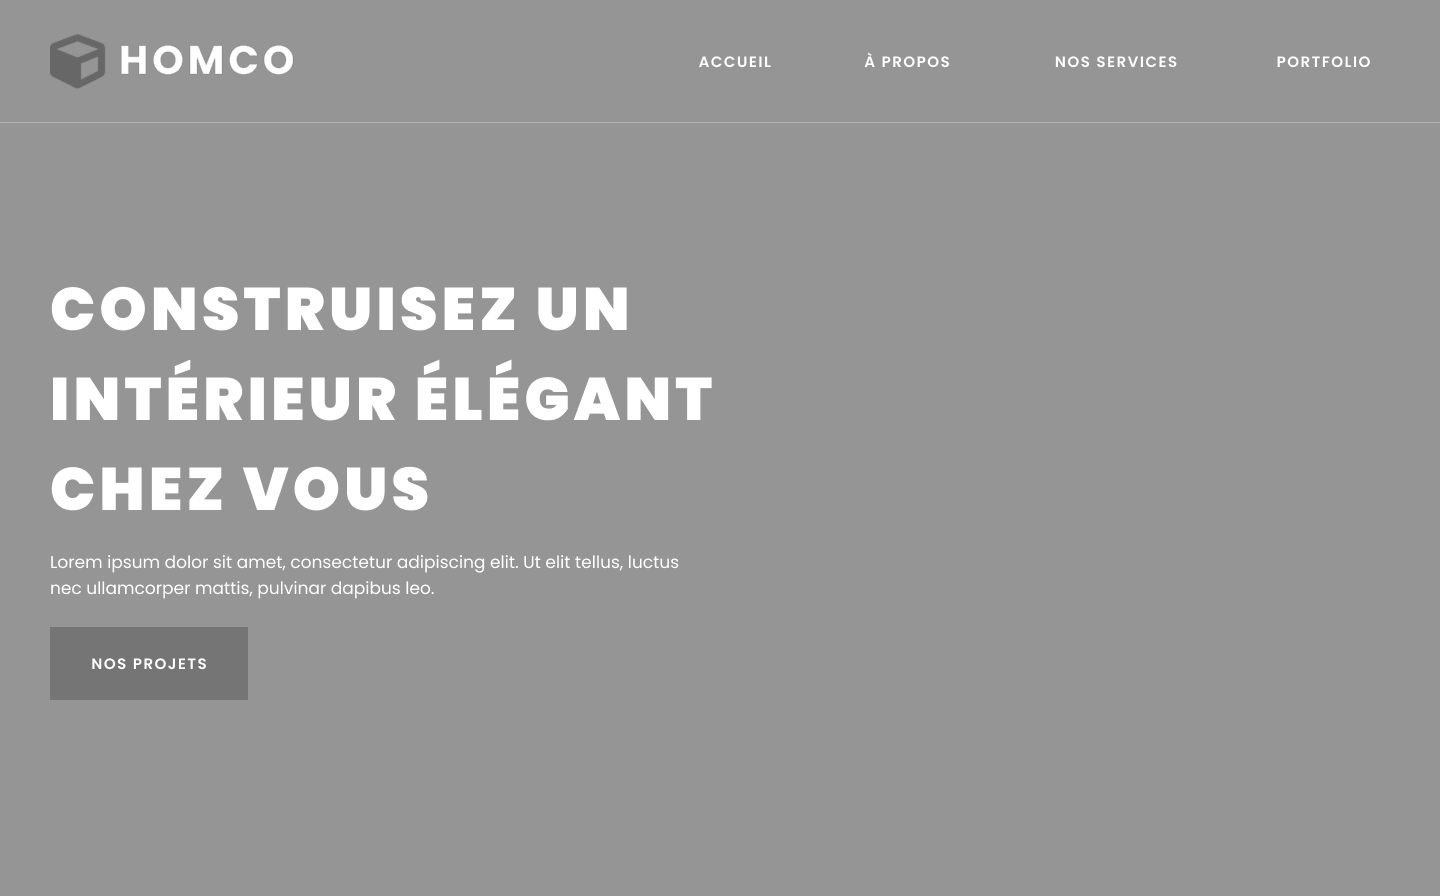 HOMCO
ACCUEIL
À PROPOS
NOS SERVICES
PORTFOLIO
CONSTRUISEZ UN
INTÉRIEUR ÉLÉGANT
CHEZ VOUS
Lorem ipsum dolor sit amet, consectetur adipiscing elit. Ut elit tellus, luctus
nec ullamcorper mattis, pulvinar dapibus leo.
NOS PROJETS